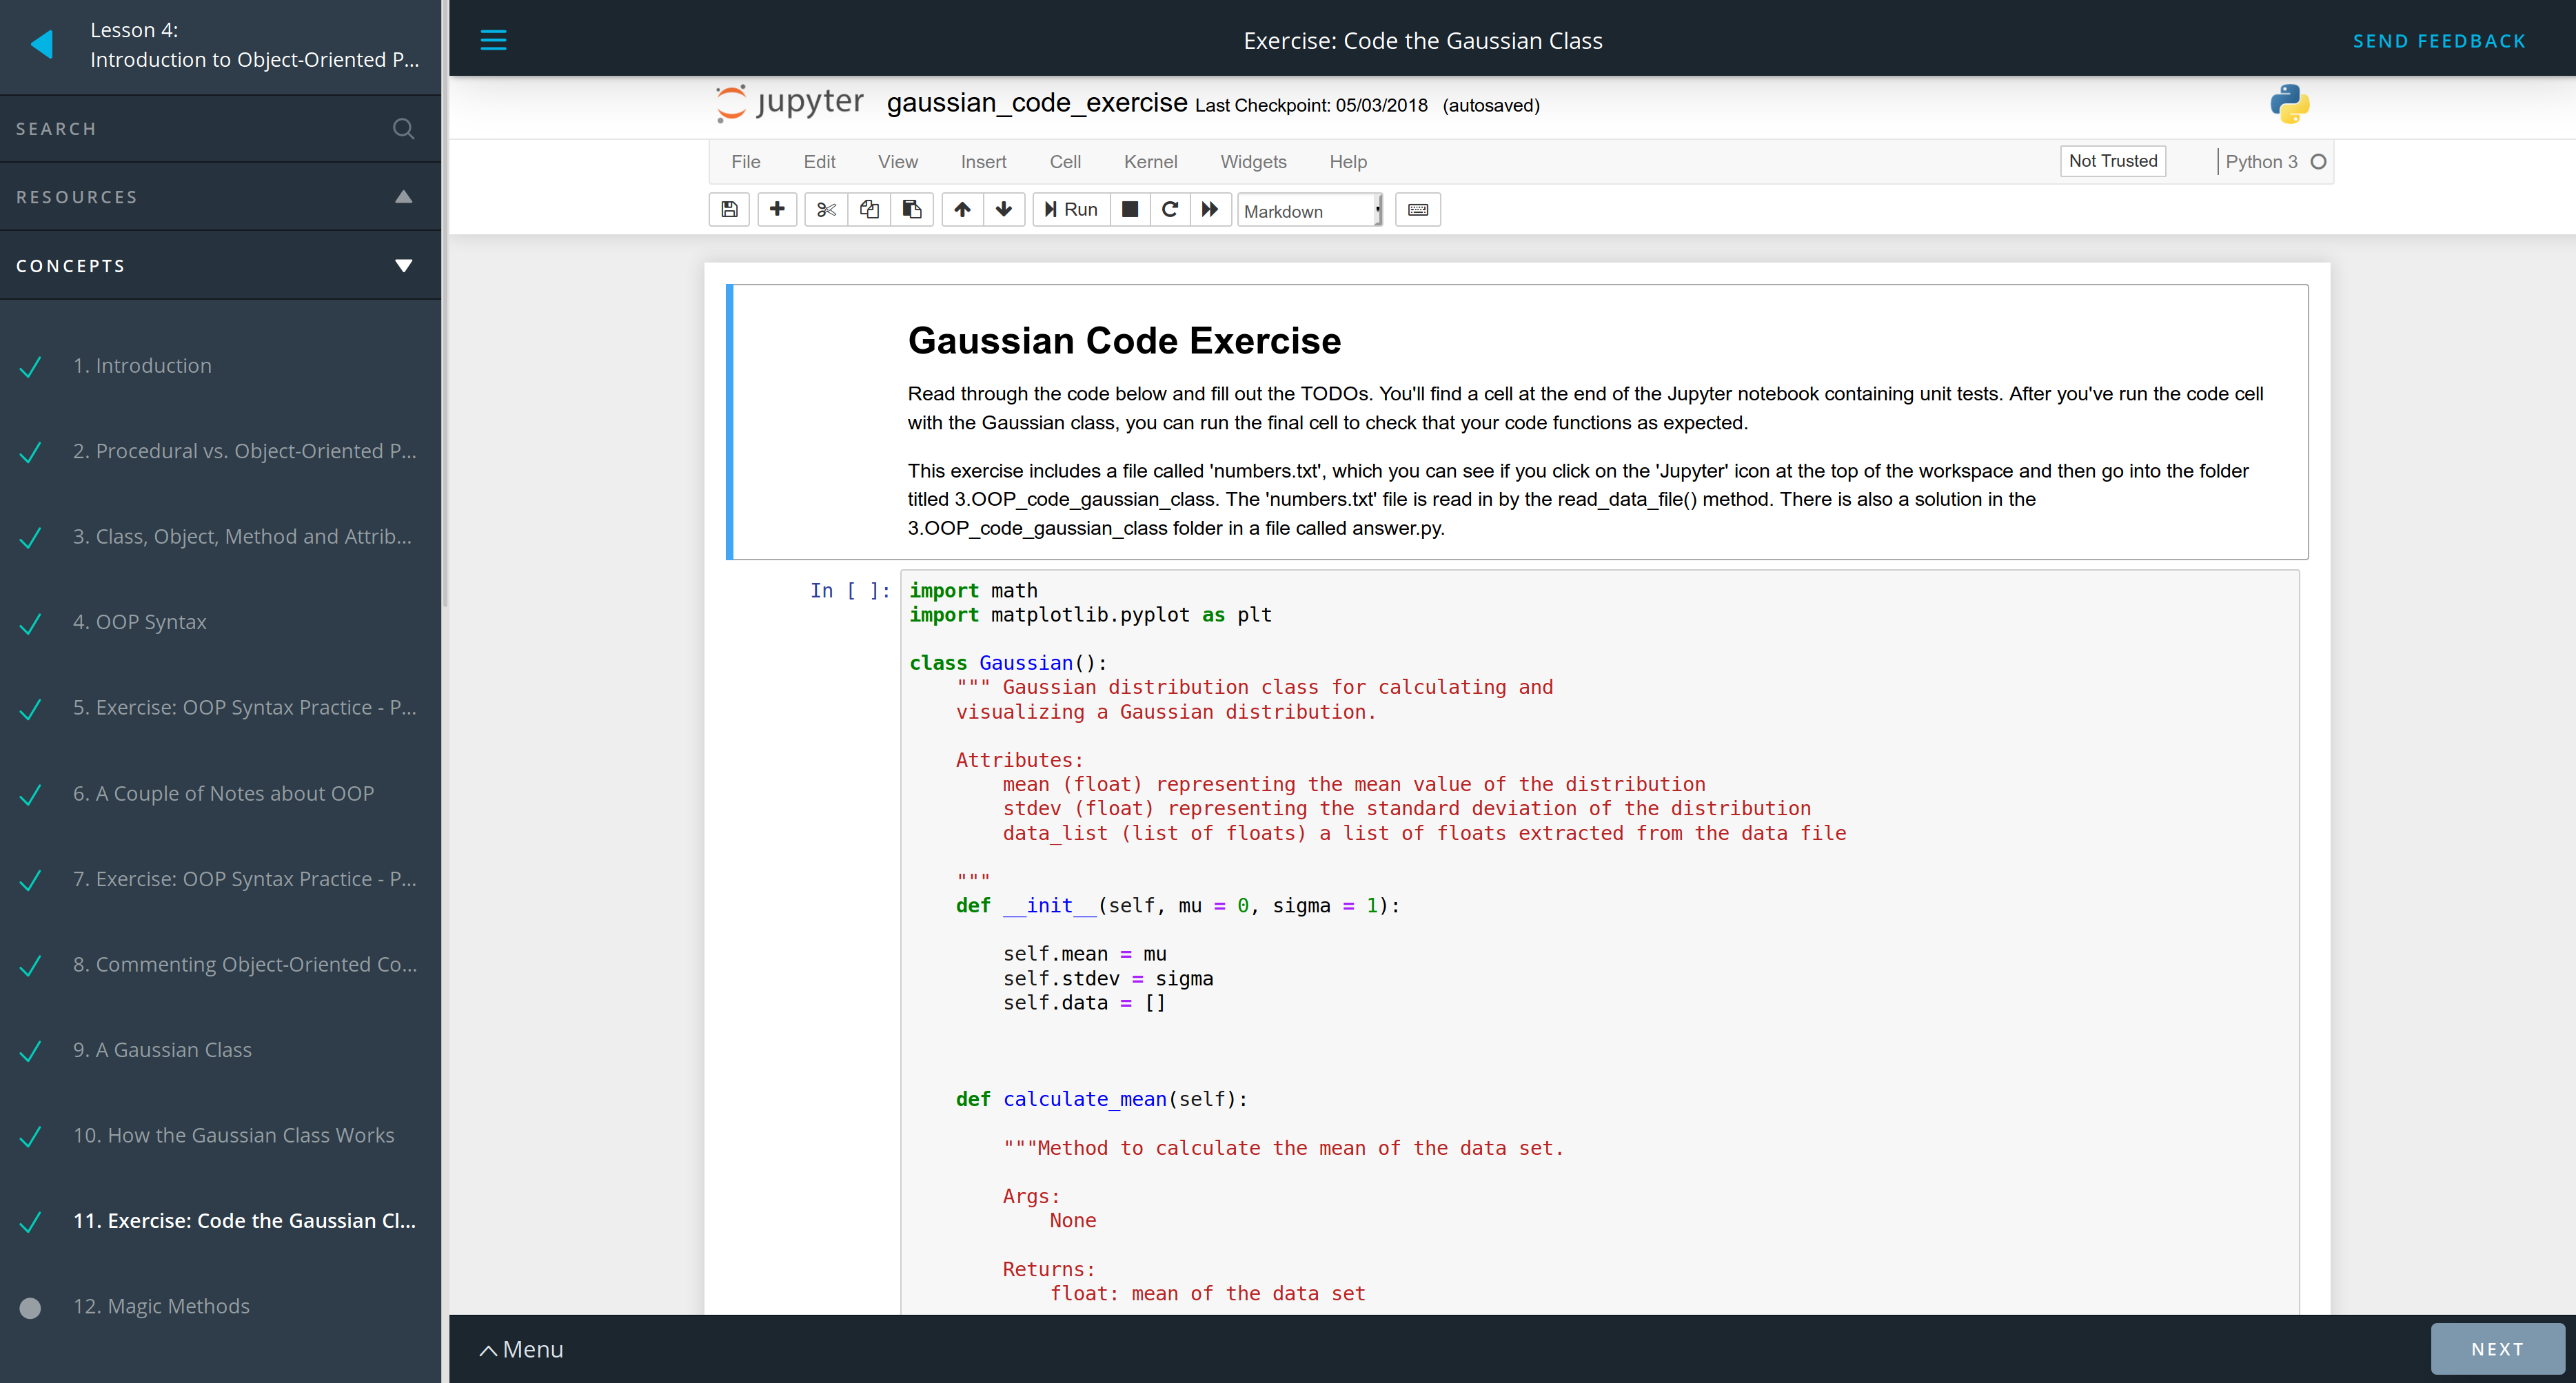 Lesson 4:
Introduction to Object-Oriented P...
SEARCH
RESOURCES
CONCEPTS
1. Introduction
2. Procedural vs. Object-Oriented P...
3. Class, Object, Method and Attrib...
4. OOP Syntax
5. Exercise: OOP Syntax Practice - P...
6. A Couple of Notes about OOP
7. Exercise: OOP Syntax Practice - P...
8. Commenting Object-Oriented Co...
9. A Gaussian Class
10. How the Gaussian Class Works
11. Exercise: Code the Gaussian Cl...
12. Magic Methods
Exercise: Code the Gaussian Class
SEND FEEDBACK
jupyter gaussian_code_exercise Last Checkpoint: 05/03/2018 (autosaved)
File Edit View Insert Cell Kernel Widgets Help Not Trusted Python 3
Run Markdown
Gaussian Code Exercise
Read through the code below and fill out the TODOs. You'll find a cell at the end of the Jupyter notebook containing unit tests. After you've run the code cell
with the Gaussian class, you can run the final cell to check that your code functions as expected.
This exercise includes a file called 'numbers.txt', which you can see if you click on the 'Jupyter' icon at the top of the workspace and then go into the folder
titled 3.OOP_code_gaussian_class. The 'numbers.txt' file is read in by the read_data_file() method. There is also a solution in the
3.OOP_code_gaussian_class folder in a file called answer.py.
In [ ]: import math
import matplotlib.pyplot as plt
class Gaussian():
""" Gaussian distribution class for calculating and
visualizing a Gaussian distribution.
Attributes:
mean (float) representing the mean value of the distribution
stdev (float) representing the standard deviation of the distribution
data_list (list of floats) a list of floats extracted from the data file
"""
def __init__(self, mu = 0, sigma = 1):
self.mean = mu
self.stdev = sigma
self.data = []
def calculate_mean(self):
"""Method to calculate the mean of the data set.
Args:
None
Returns:
float: mean of the data set
Menu
NEXT